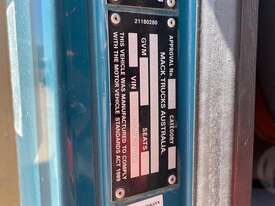 MACK TRUCKS AUSTRALIA.
APPROVAL No. CATEGORY
GVM SEATS
VIN
THIS VEHICLE WAS MANUFACTURED TO COMPLY
WITH THE MOTOR VEHICLE STANDARDS ACT 1989
21180280